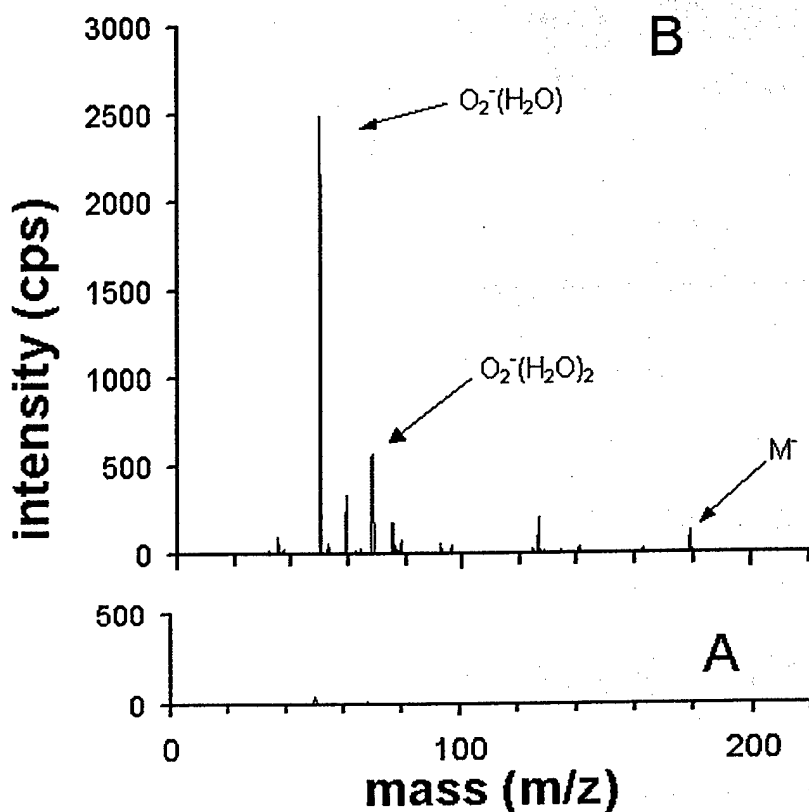 B
3000
O₂⁻(H₂O)
2500
2000
1500
O₂⁻(H₂O)₂
1000
M⁻
500
0
intensity (cps)
500
A
0
0 100 200
mass (m/z)